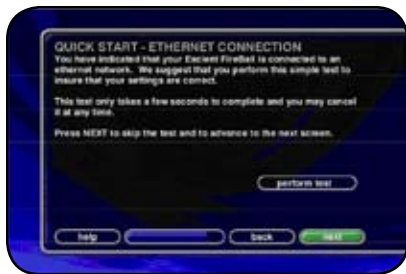 QUICK START - ETHERNET CONNECTION
You have indicated that your Escient FireBall is connected to an
ethernet network. We suggest that you perform this simple test to
insure that your settings are correct.
This test only takes a few seconds to complete and you may cancel
it at any time.
Press NEXT to skip the test and to advance to the next screen.
perform test
help
back
next